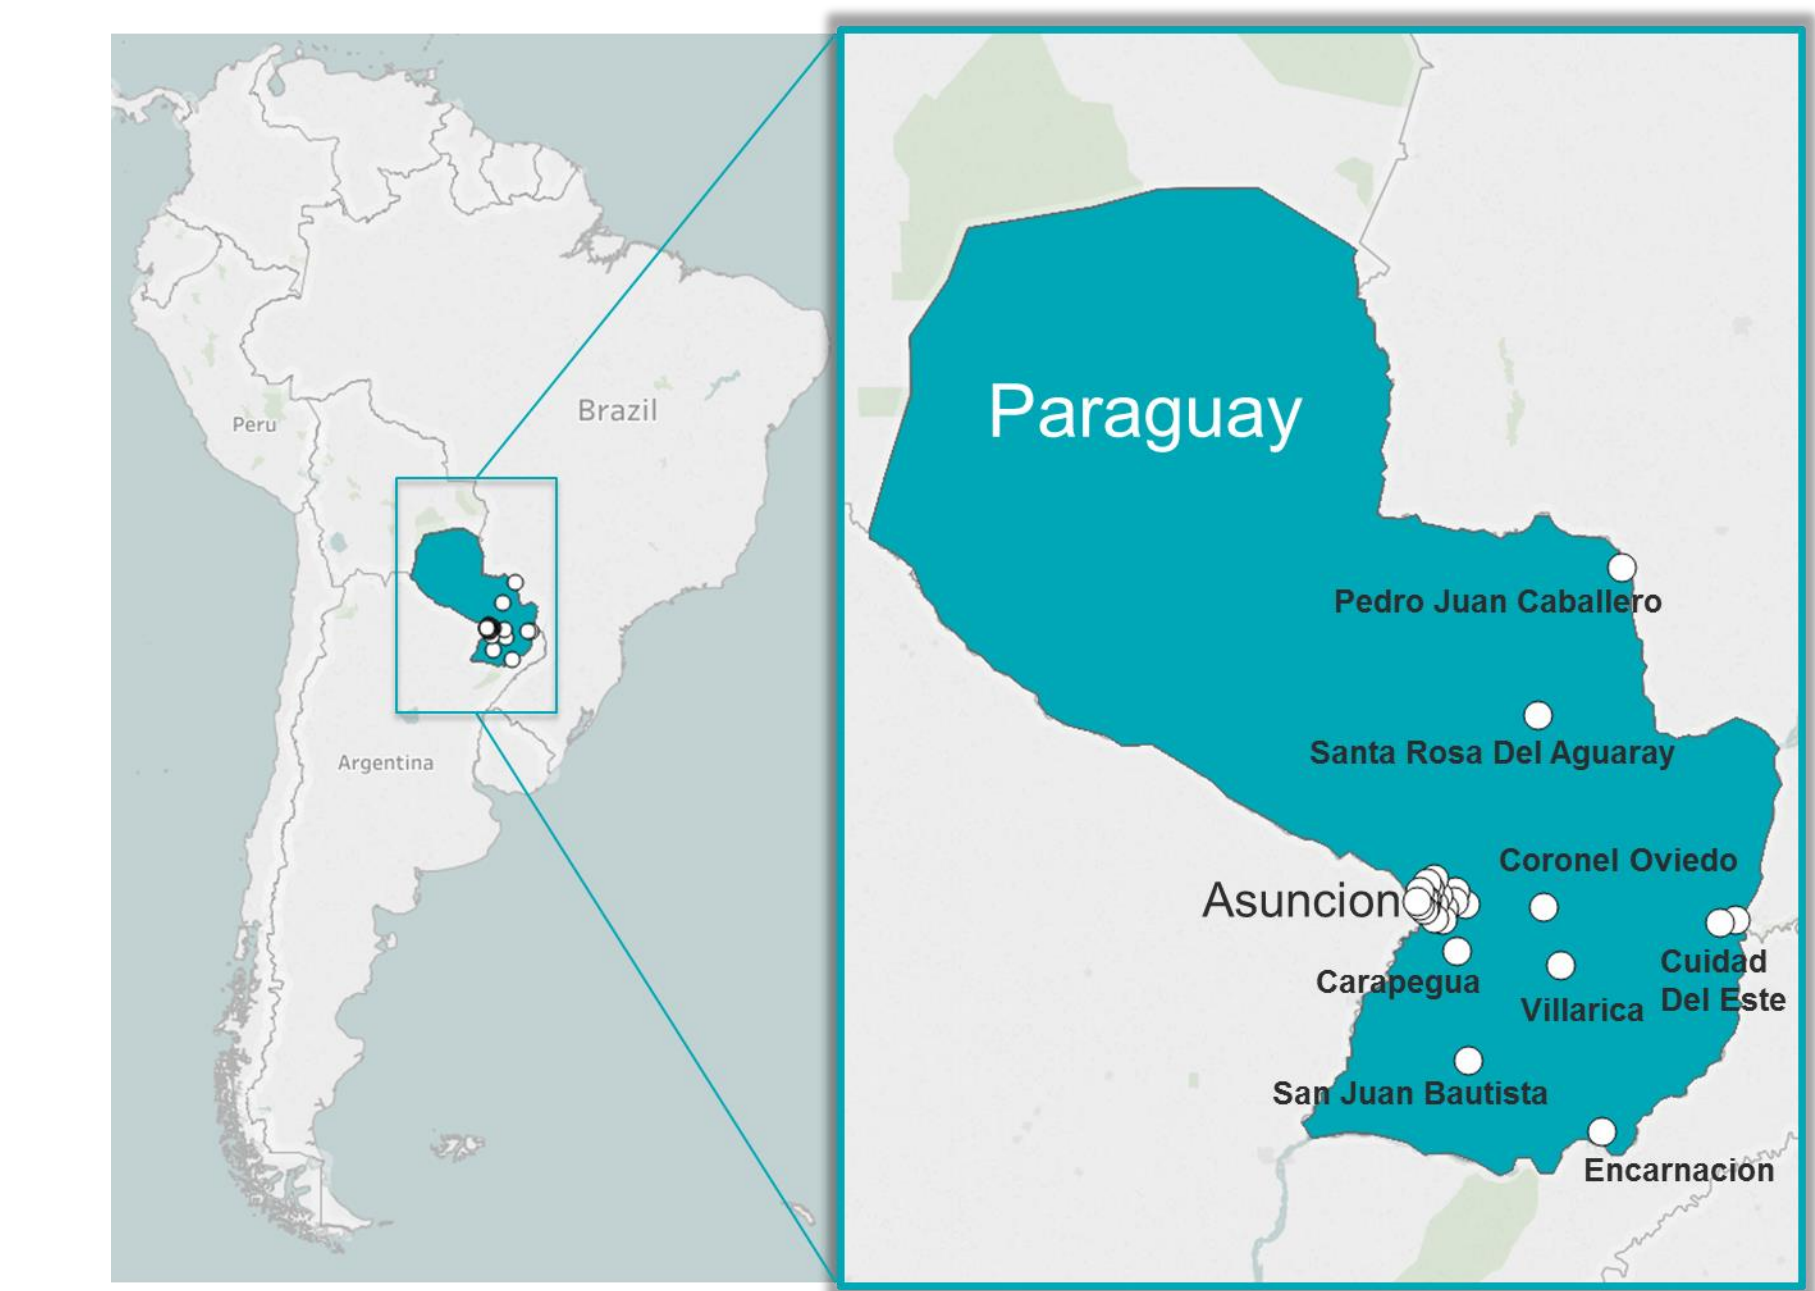 Peru
Brazil
Argentina
Paraguay
Pedro Juan Caballero
Santa Rosa Del Aguaray
Coronel Oviedo
Asuncion
Carapegua
Villarica
Cuidad
Del Este
San Juan Bautista
Encarnacion